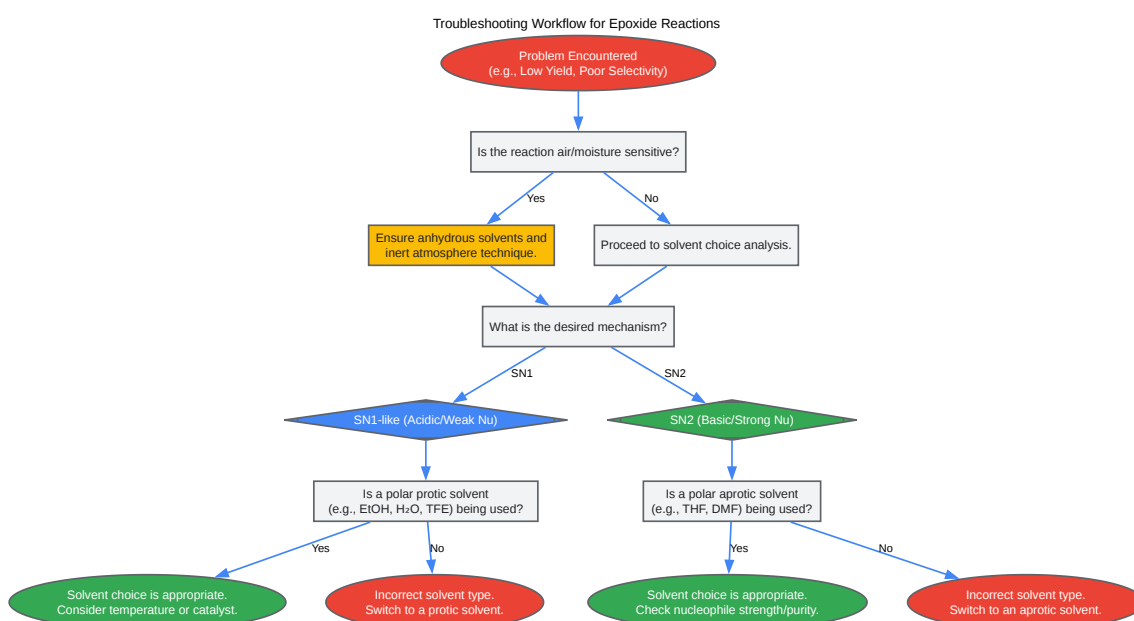 Troubleshooting Workflow for Epoxide Reactions
Problem Encountered
(e.g., Low Yield, Poor Selectivity)
Is the reaction air/moisture sensitive?
Yes
No
Ensure anhydrous solvents and
inert atmosphere technique.
Proceed to solvent choice analysis.
What is the desired mechanism?
SN1
SN2
SN1-like (Acidic/Weak Nu)
SN2 (Basic/Strong Nu)
Is a polar protic solvent
(e.g., EtOH, H₂O, TFE) being used?
Is a polar aprotic solvent
(e.g., THF, DMF) being used?
Yes
No
Yes
No
Solvent choice is appropriate.
Consider temperature or catalyst.
Incorrect solvent type.
Switch to a protic solvent.
Solvent choice is appropriate.
Check nucleophile strength/purity.
Incorrect solvent type.
Switch to an aprotic solvent.